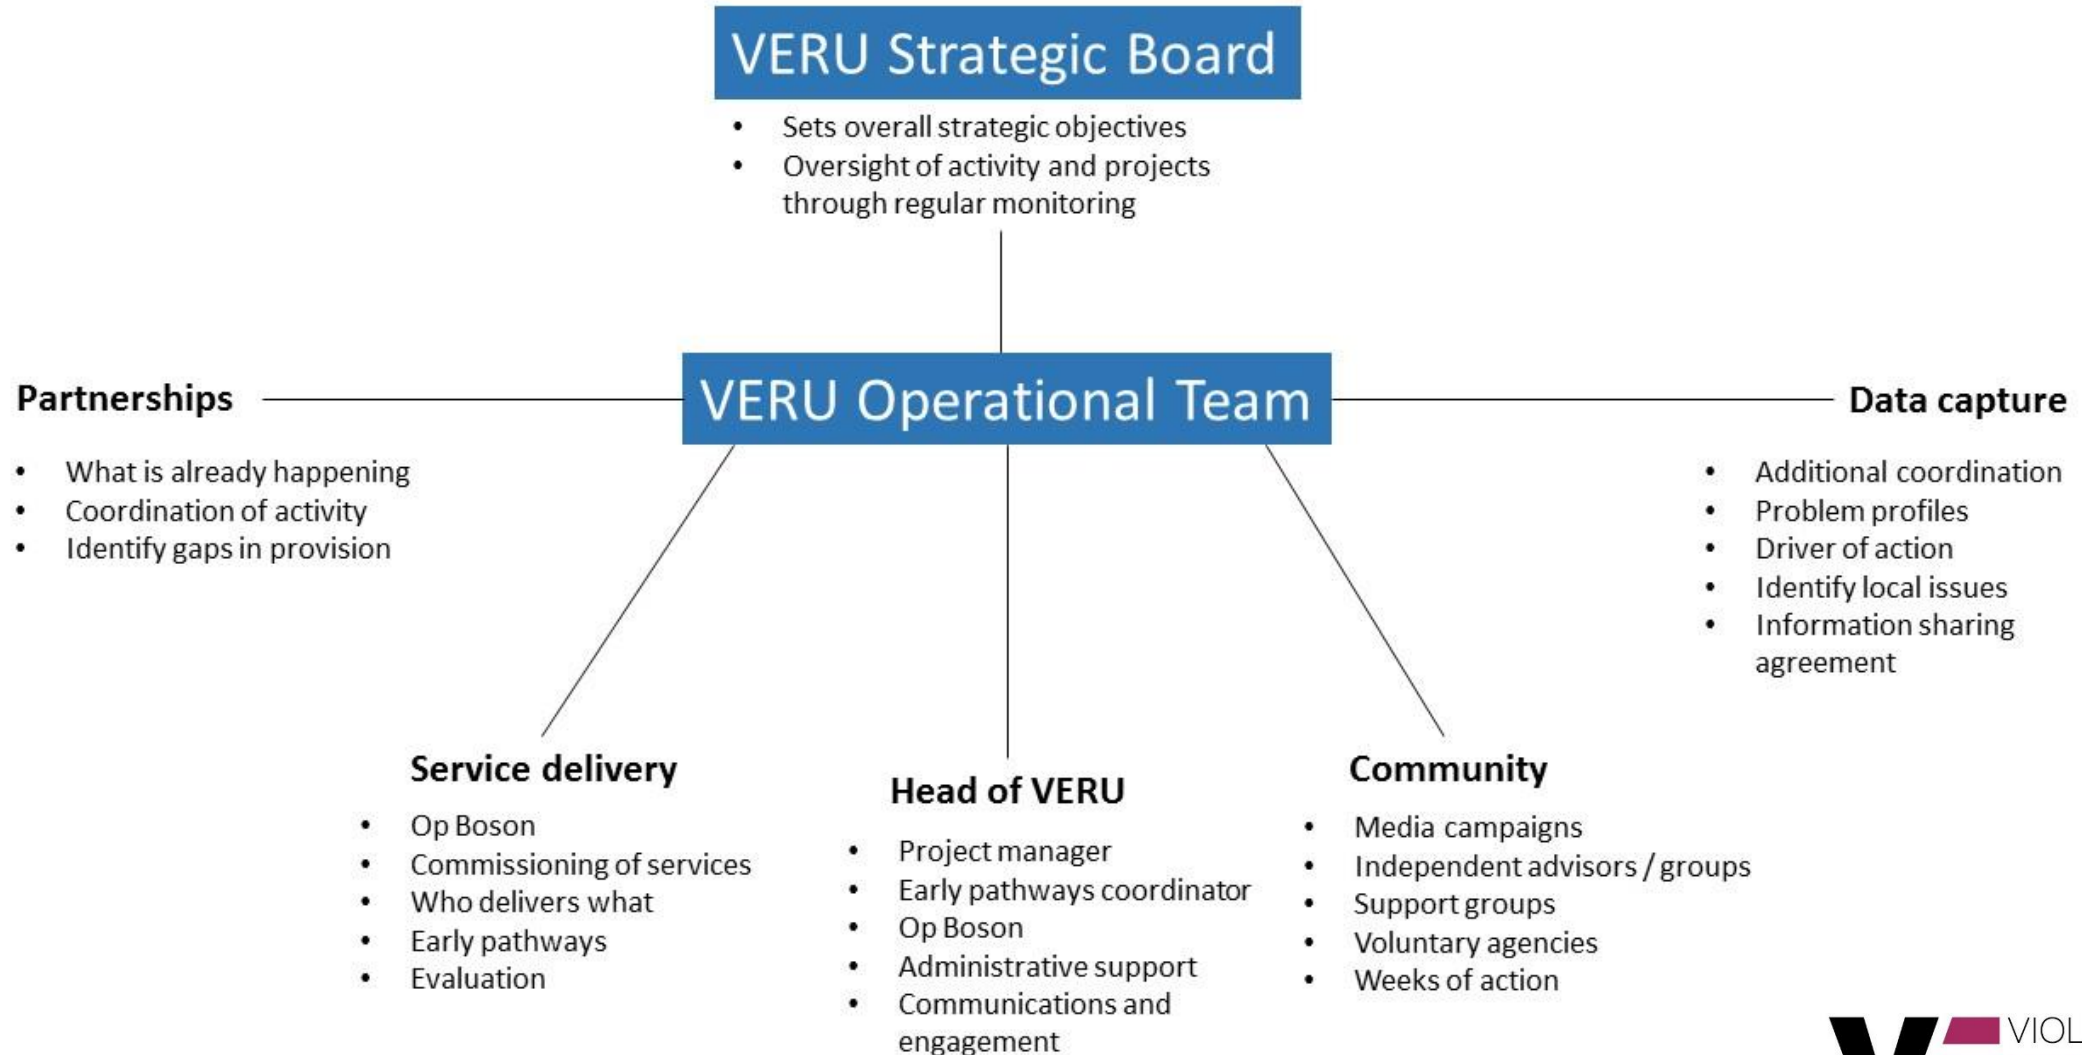 VERU Strategic Board
• Sets overall strategic objectives
• Oversight of activity and projects
through regular monitoring
VERU Operational Team
Partnerships
• What is already happening
• Coordination of activity
• Identify gaps in provision
Data capture
• Additional coordination
• Problem profiles
• Driver of action
• Identify local issues
• Information sharing
agreement
Service delivery
• Op Boson
• Commissioning of services
• Who delivers what
• Early pathways
• Evaluation
Head of VERU
• Project manager
• Early pathways coordinator
• Op Boson
• Administrative support
• Communications and
engagement
Community
• Media campaigns
• Independent advisors / groups
• Support groups
• Voluntary agencies
• Weeks of action
VIOL